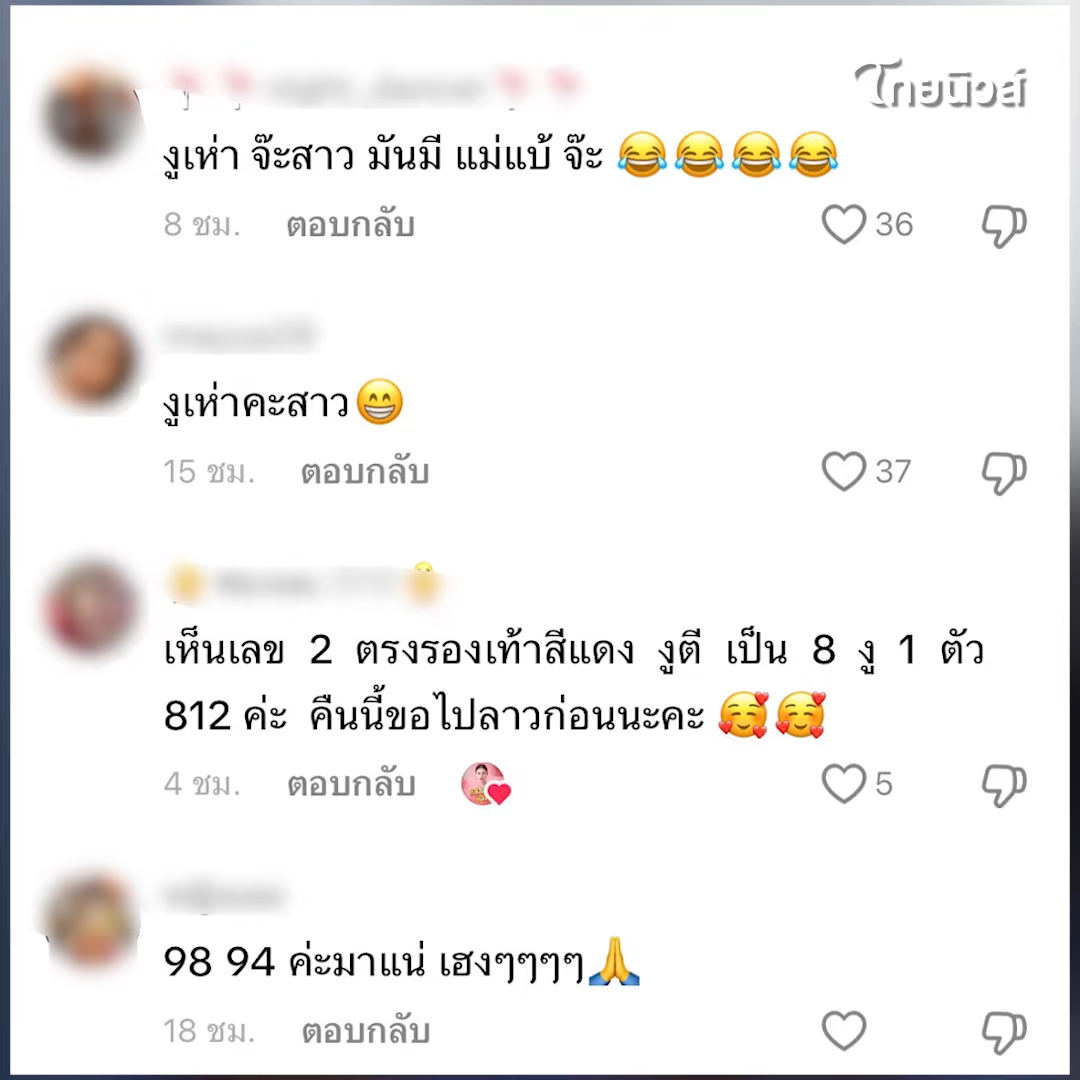 ไทยนิวส์
งูเห่า จ๊ะสาว มันมี แม่แบ้ จ๊ะ 😂😂😂😂
8 ชม. ตอบกลับ 36
งูเห่าคะสาว😁
15 ชม. ตอบกลับ 37
เห็นเลข 2 ตรงรองเท้าสีแดง งูตี เป็น 8 งู 1 ตัว
812 ค่ะ คืนนี้ขอไปลาวก่อนนะคะ 🥰🥰
4 ชม. ตอบกลับ 5
98 94 ค่ะมาแน่ เฮงๆๆๆๆ🙏
18 ชม. ตอบกลับ